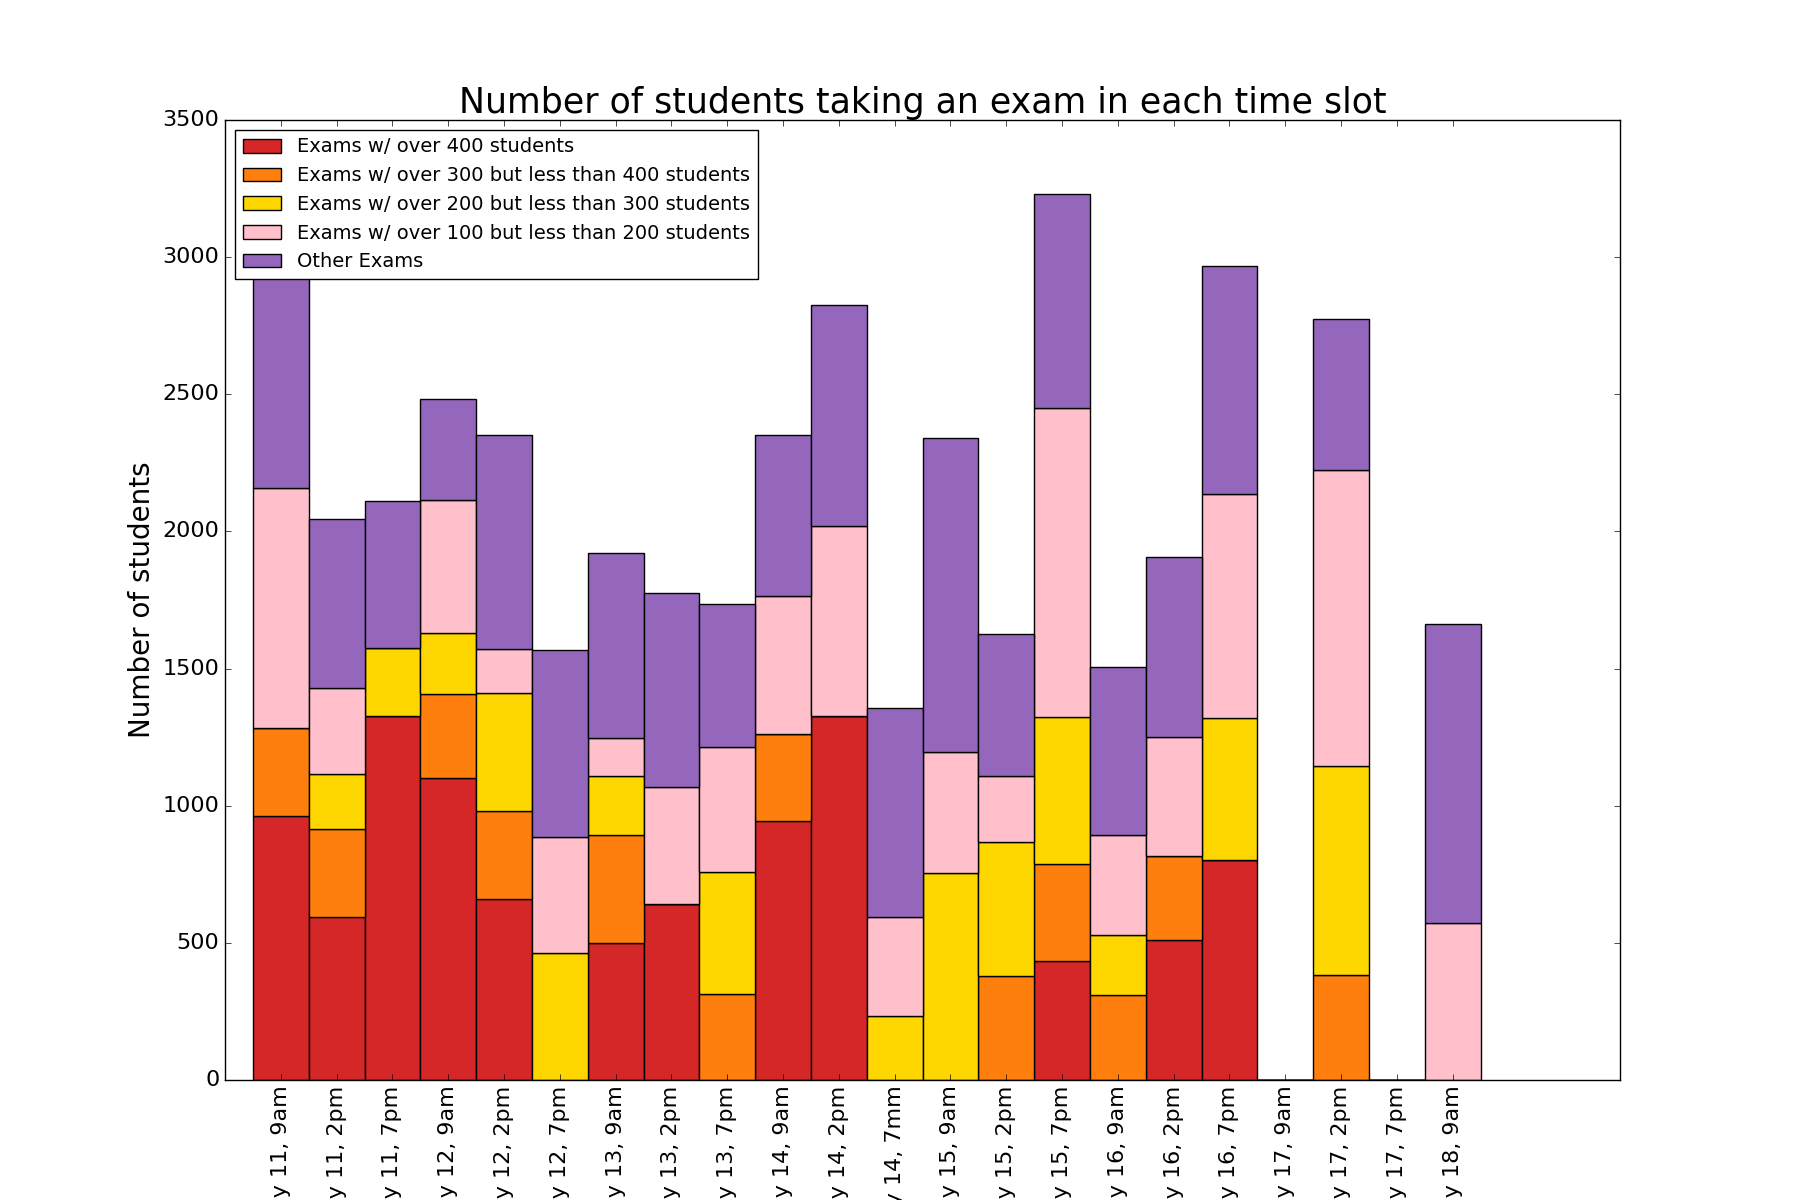 Number of students taking an exam in each time slot
Exams w/ over 400 students
Exams w/ over 300 but less than 400 students
Exams w/ over 200 but less than 300 students
Exams w/ over 100 but less than 200 students
Other Exams
Number of students
3500
3000
2500
2000
1500
1000
500
0
y 11, 9am
y 11, 2pm
y 11, 7pm
y 12, 9am
y 12, 2pm
y 12, 7pm
y 13, 9am
y 13, 2pm
y 13, 7pm
y 14, 9am
y 14, 2pm
y 14, 7mm
y 15, 9am
y 15, 2pm
y 15, 7pm
y 16, 9am
y 16, 2pm
y 16, 7pm
y 17, 9am
y 17, 2pm
y 17, 7pm
y 18, 9am